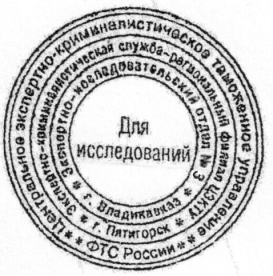 Центральное экспертно-криминалистическое таможенное управление
* * ФТС России * *
Экспертно-криминалистическая служба-региональный филиал ЦЭКТУ
* г. Пятигорск *
Экспертно-исследовательский отдел № 3
* г. Владикавказ *
Для
исследований